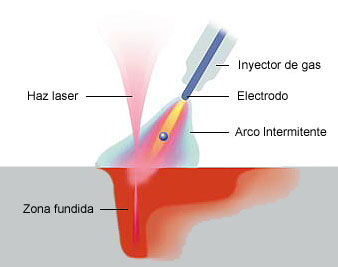 Inyector de gas
Haz laser
Electrodo
Arco Intermitente
Zona fundida